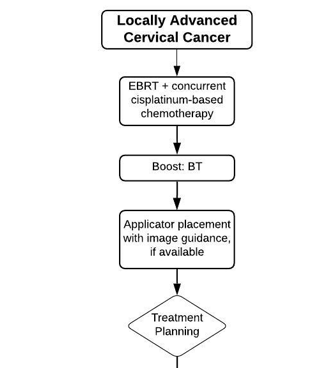 Locally Advanced
Cervical Cancer
EBRT + concurrent
cisplatinum-based
chemotherapy
Boost: BT
Applicator placement
with image guidance,
if available
Treatment
Planning